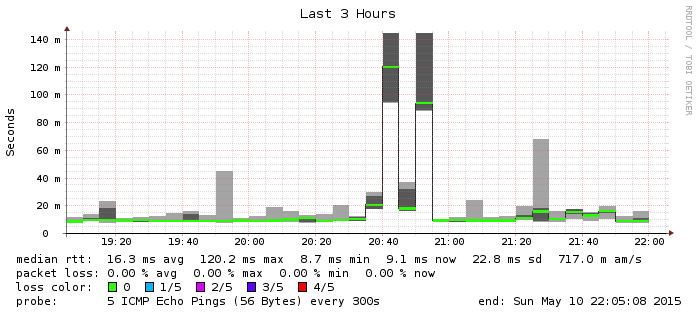 Last 3 Hours
RRDTOOL / TOBI OETIKER
Seconds
140 m
120 m
100 m
80 m
60 m
40 m
20 m
0
19:20 19:40 20:00 20:20 20:40 21:00 21:20 21:40 22:00
median rtt: 16.3 ms avg 120.2 ms max 8.7 ms min 9.1 ms now 22.8 ms sd 717.0 m am/s
packet loss: 0.00 % avg 0.00 % max 0.00 % min 0.00 % now
loss color: 0 1/5 2/5 3/5 4/5
probe: 5 ICMP Echo Pings (56 Bytes) every 300s end: Sun May 10 22:05:08 2015